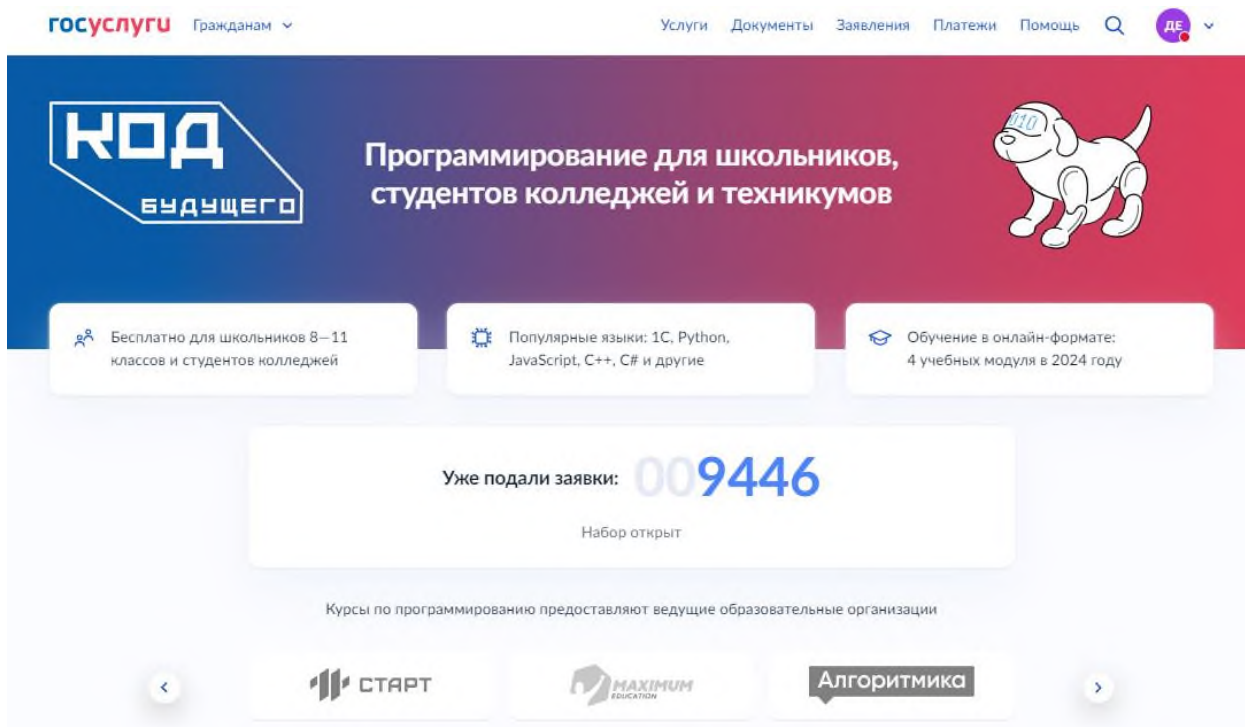 госуслуги Гражданам Услуги Документы Заявления Платежи Помощь ДЕ
КОД
БУДУЩЕГО
Программирование для школьников,
студентов колледжей и техникумов
010
Бесплатно для школьников 8—11
классов и студентов колледжей
Популярные языки: 1С, Python,
JavaScript, C++, C# и другие
Обучение в онлайн-формате:
4 учебных модуля в 2024 году
Уже подали заявки: 009446
Набор открыт
Курсы по программированию предоставляют ведущие образовательные организации
СТАРТ
MAXIMUM
EDUCATION
Алгоритмика